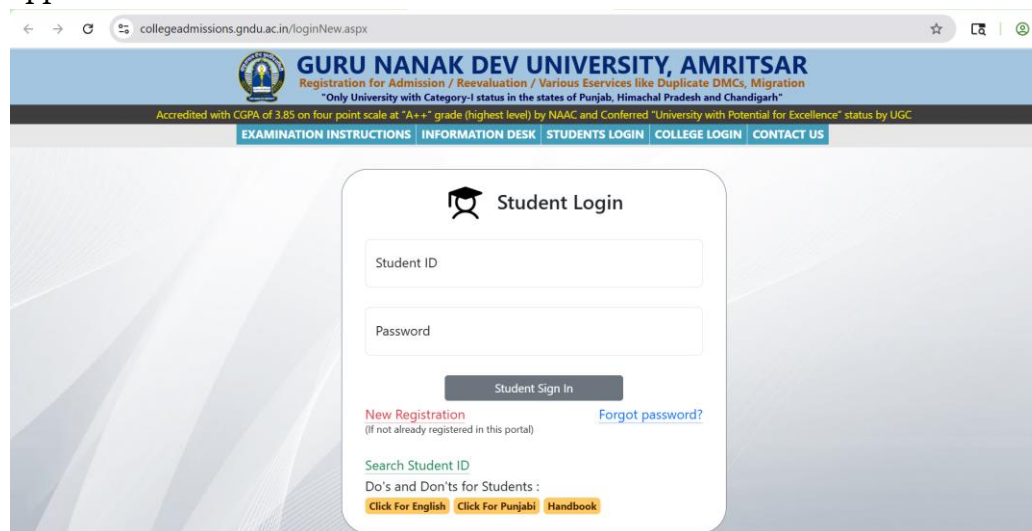 collegeadmissions.gndu.ac.in/loginNew.aspx
GURU NANAK DEV UNIVERSITY, AMRITSAR
Registration for Admission / Reevaluation / Various Eservices like Duplicate DMCs, Migration
"Only University with Category-I status in the states of Punjab, Himachal Pradesh and Chandigarh"
Accredited with CGPA of 3.85 on four point scale at "A++" grade (highest level) by NAAC and Conferred "University with Potential for Excellence" status by UGC
EXAMINATION INSTRUCTIONS INFORMATION DESK STUDENTS LOGIN COLLEGE LOGIN CONTACT US
Student Login
Student ID
Password
Student Sign In
New Registration Forgot password?
(If not already registered in this portal)
Search Student ID
Do's and Don'ts for Students :
Click For English Click For Punjabi Handbook